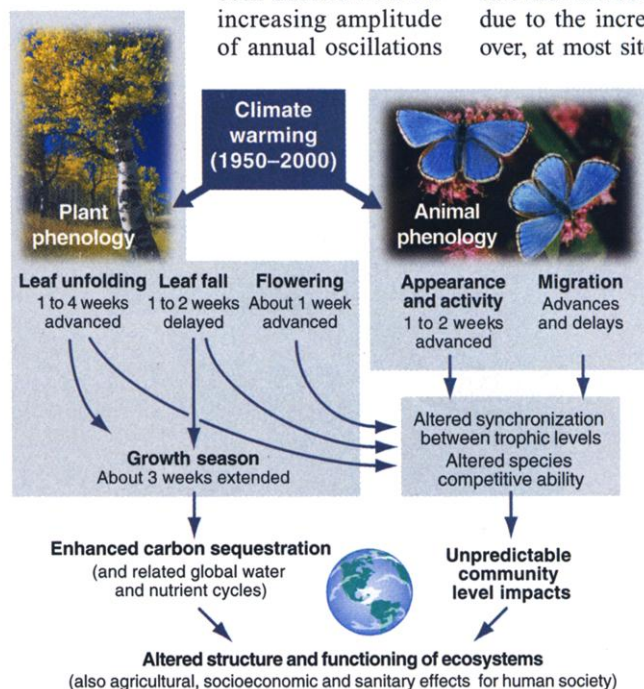 increasing amplitude
of annual oscillations
due to the incre
over, at most sit
Climate
warming
(1950–2000)
Plant
phenology
Animal
phenology
Leaf unfolding
1 to 4 weeks
advanced
Leaf fall
1 to 2 weeks
delayed
Flowering
About 1 week
advanced
Appearance
and activity
1 to 2 weeks
advanced
Migration
Advances
and delays
Growth season
About 3 weeks extended
Altered synchronization
between trophic levels
Altered species
competitive ability
Enhanced carbon sequestration
(and related global water
and nutrient cycles)
Unpredictable
community
level impacts
Altered structure and functioning of ecosystems
(also agricultural, socioeconomic and sanitary effects for human society)